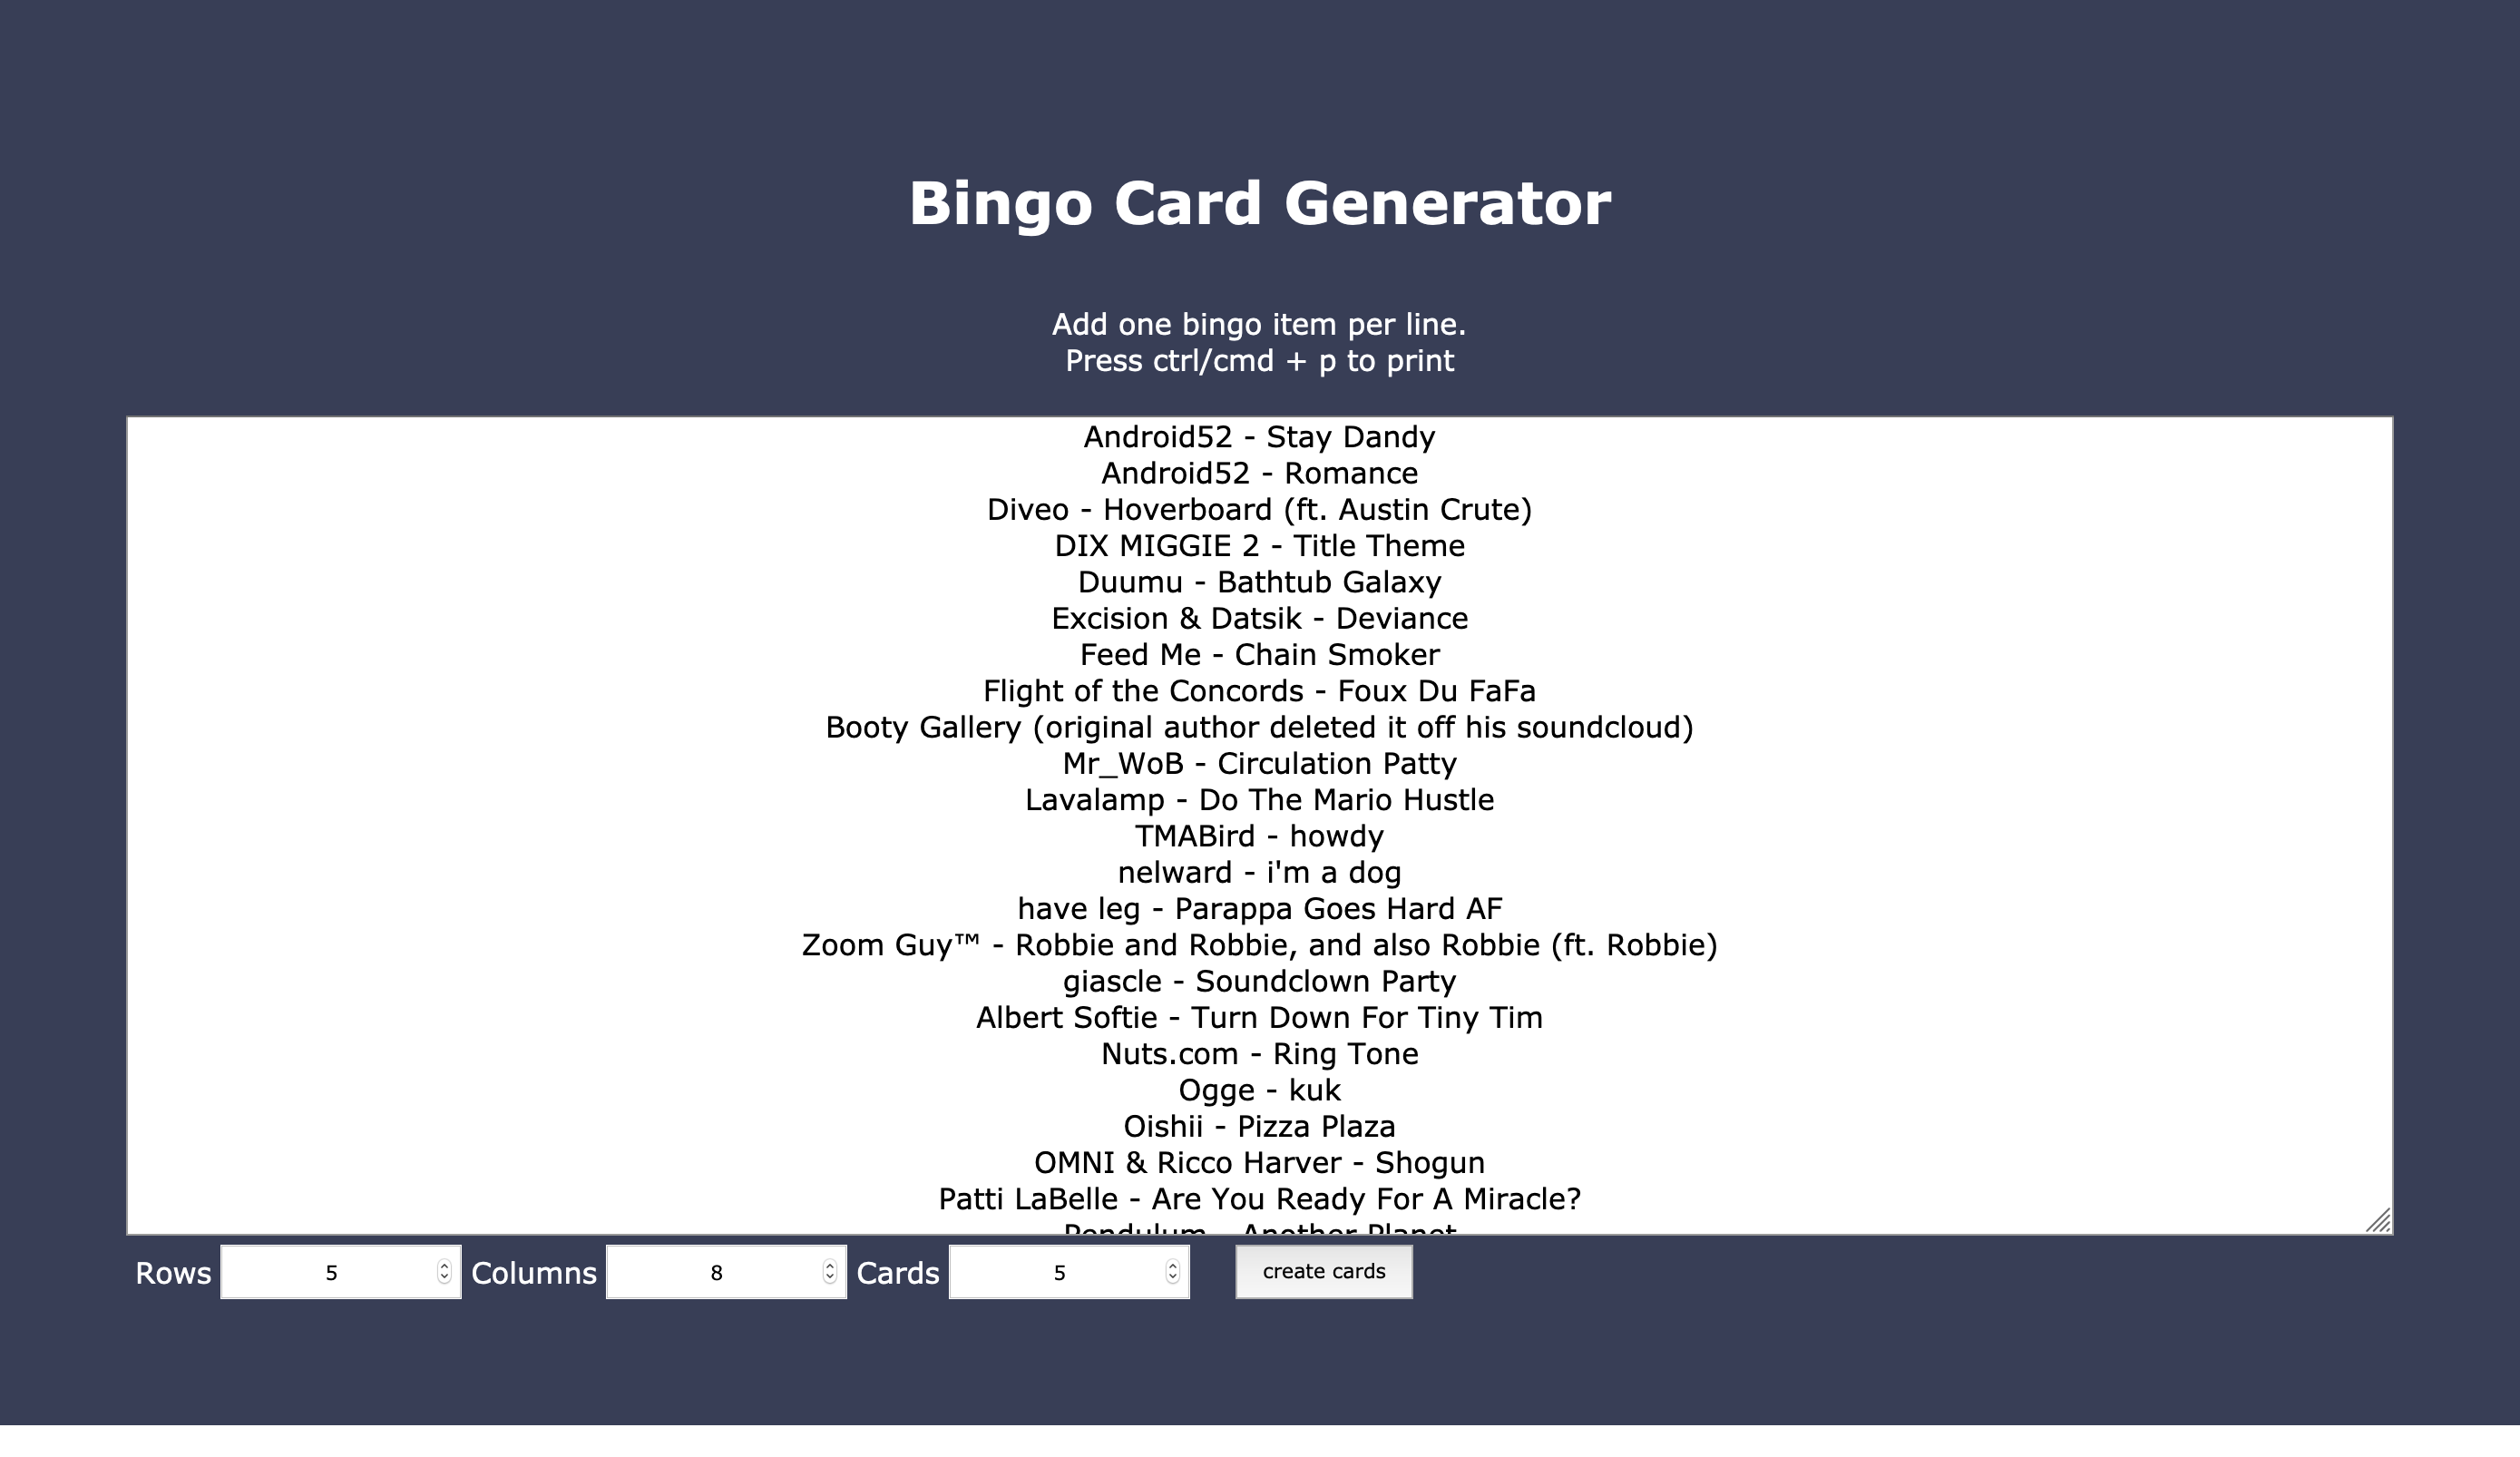 Bingo Card Generator
Add one bingo item per line.
Press ctrl/cmd + p to print
Android52 - Stay Dandy
Android52 - Romance
Diveo - Hoverboard (ft. Austin Crute)
DIX MIGGIE 2 - Title Theme
Duumu - Bathtub Galaxy
Excision & Datsik - Deviance
Feed Me - Chain Smoker
Flight of the Concords - Foux Du FaFa
Booty Gallery (original author deleted it off his soundcloud)
Mr_WoB - Circulation Patty
Lavalamp - Do The Mario Hustle
TMABird - howdy
nelward - i'm a dog
have leg - Parappa Goes Hard AF
Zoom Guy™ - Robbie and Robbie, and also Robbie (ft. Robbie)
giascle - Soundclown Party
Albert Softie - Turn Down For Tiny Tim
Nuts.com - Ring Tone
Ogge - kuk
Oishii - Pizza Plaza
OMNI & Ricco Harver - Shogun
Patti LaBelle - Are You Ready For A Miracle?
Pendulum - Another Planet
Rows 5 Columns 8 Cards 5 create cards